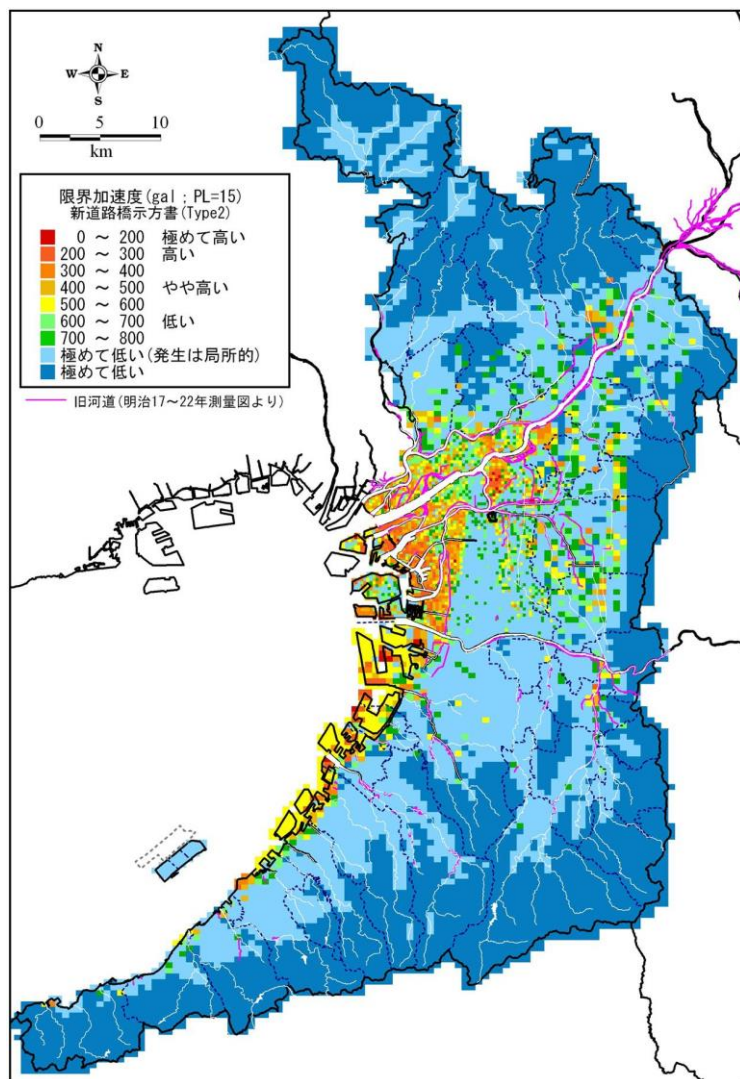 N
W E
S
0 5 10
km
限界加速度(gal ; PL=15)
新道路橋示方書(Type2)
0 ～ 200 極めて高い
200 ～ 300 高い
300 ～ 400
400 ～ 500 やや高い
500 ～ 600
600 ～ 700 低い
700 ～ 800
極めて低い(発生は局所的)
極めて低い
旧河道(明治17～22年測量図より)